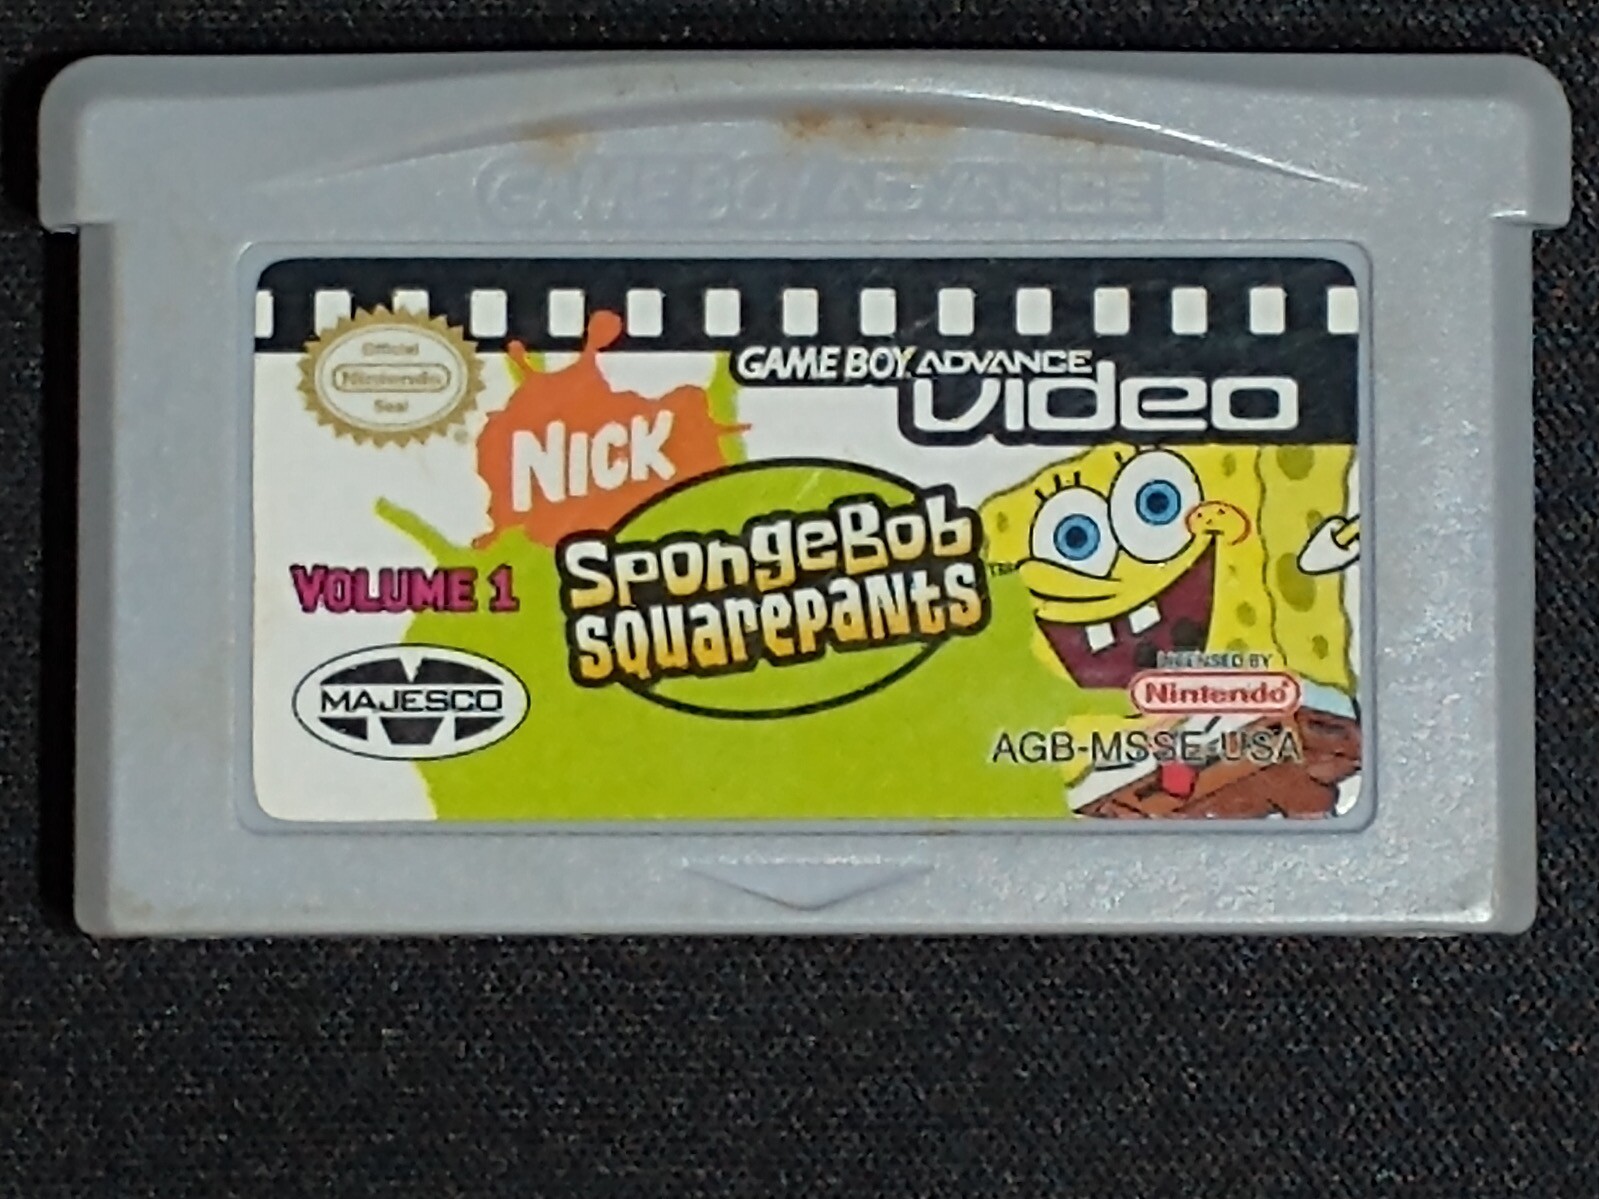 GAME BOY ADVANCE
Official
Nintendo
Seal
GAME BOY ADVANCE
video
NICK
SpongeBob
SquarePants
TM
VOLUME 1
MAJESCO
LICENSED BY
Nintendo®
AGB-MSSE-USA